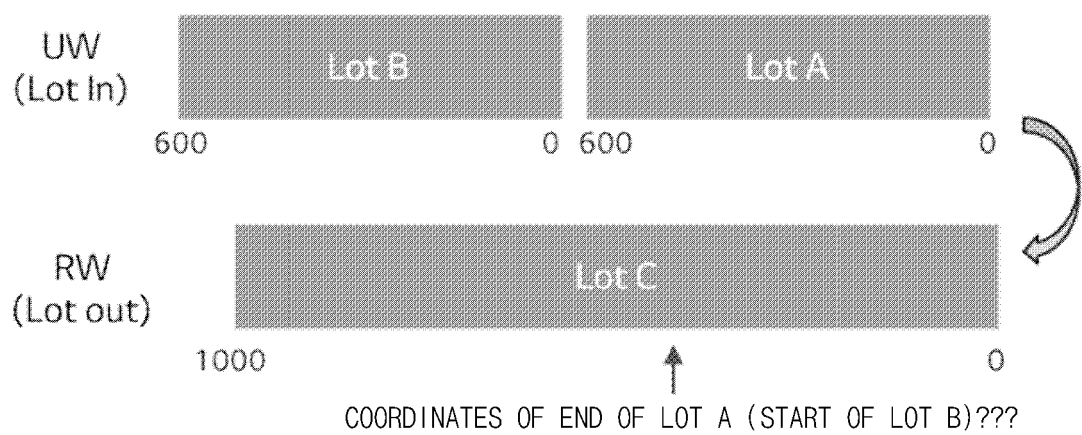 UW
(Lot In)
Lot B
Lot A
600
0
600
0
RW
(Lot out)
Lot C
1000
0
COORDINATES OF END OF LOT A (START OF LOT B)???